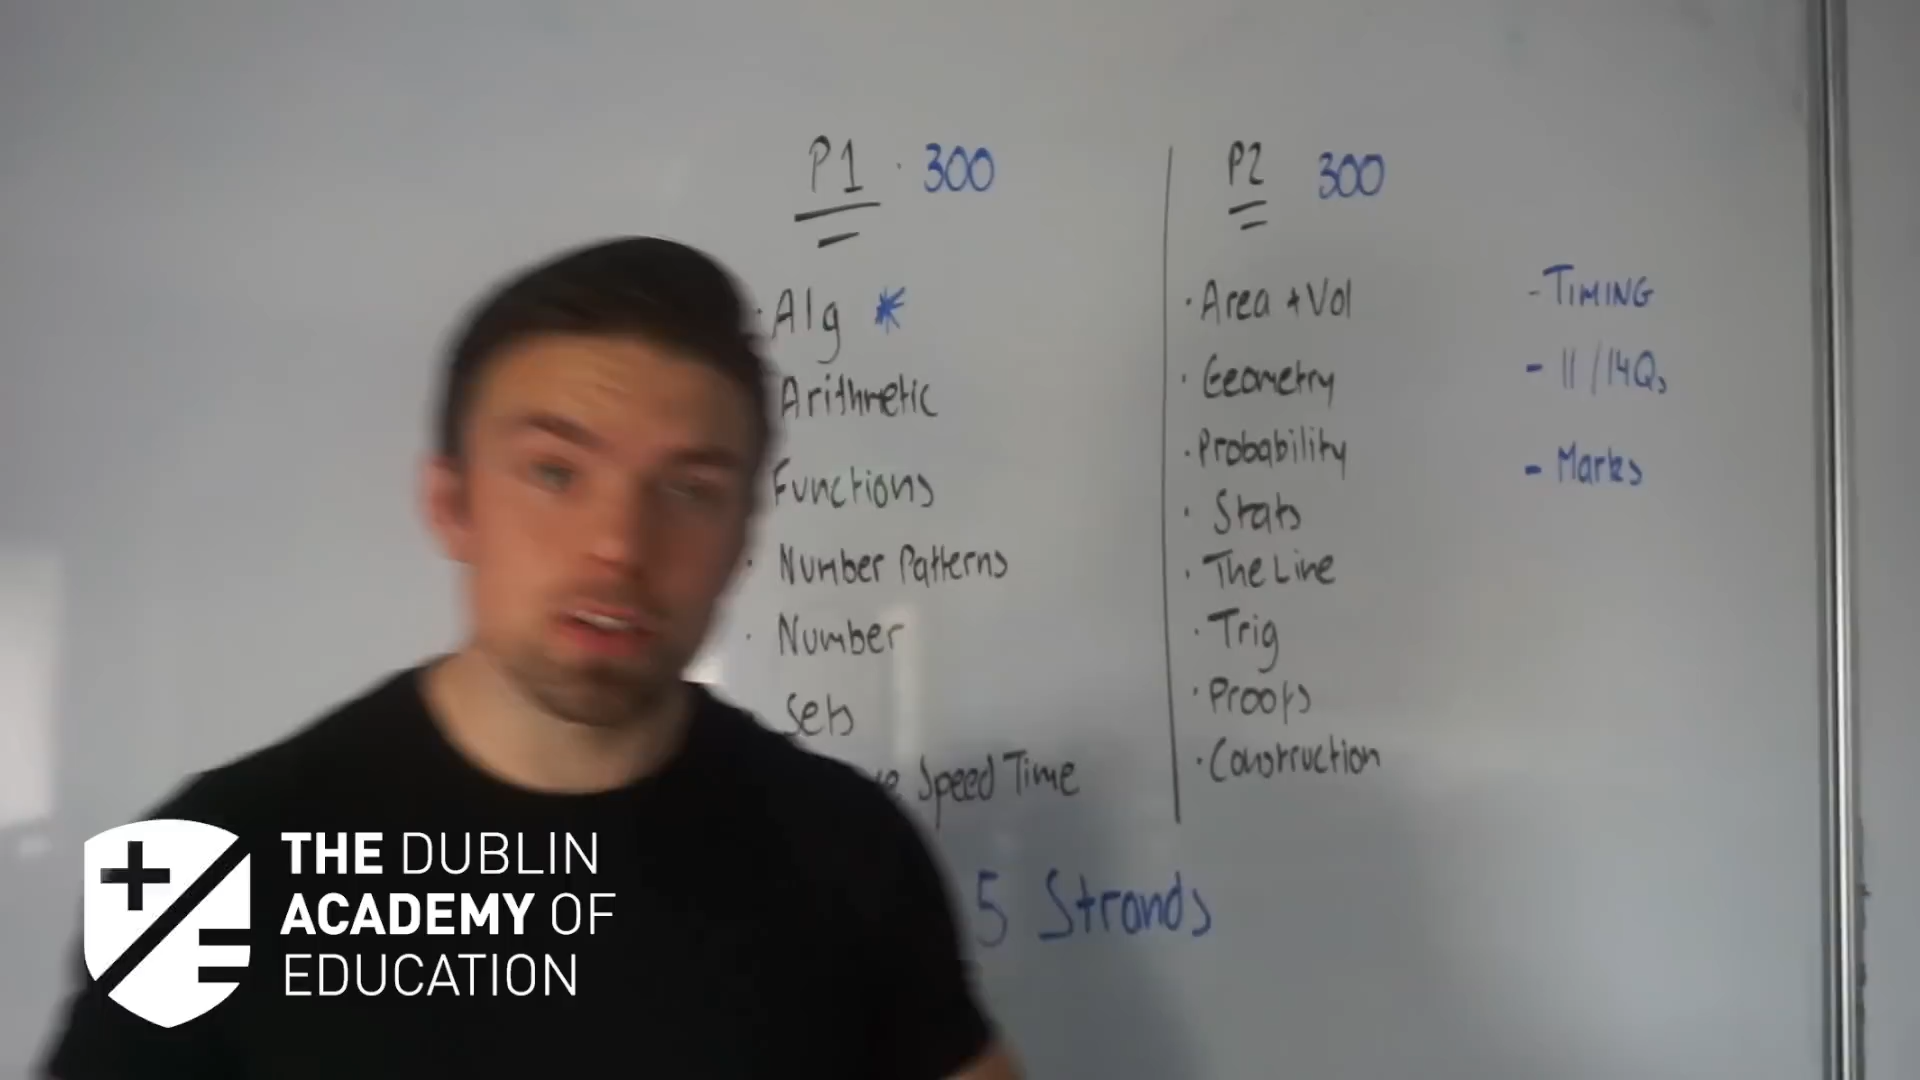 P1 · 300
· Alg *
Arithmetic
Functions
· Number Patterns
· Number
Sets
Speed Time
P2 300
· Area + Vol
· Geometry
· Probability
· Stats
· The Line
· Trig
· Proofs
· Construction
- TIMING
- 11/14Qs
- Marks
5 Strands
THE DUBLIN
ACADEMY OF
EDUCATION